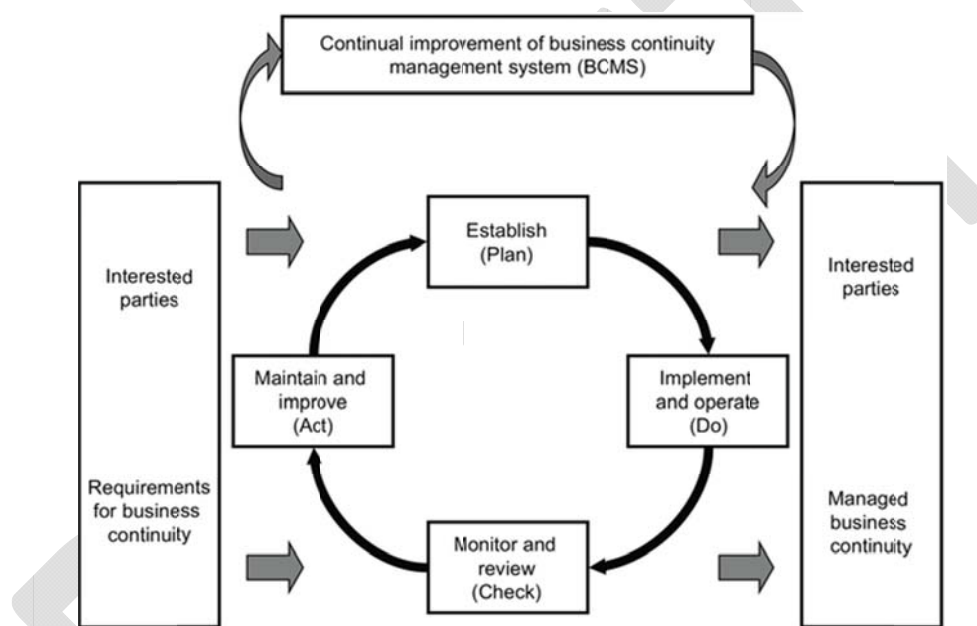 Continual improvement of business continuity
management system (BCMS)
Establish
(Plan)
Interested
parties
Interested
parties
Maintain and
improve
(Act)
Implement
and operate
(Do)
Requirements
for business
continuity
Managed
business
continuity
Monitor and
review
(Check)